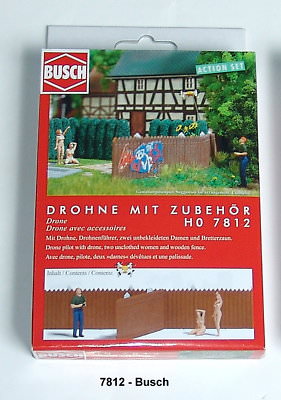 BUSCH
ACTION SET
DROHNE MIT ZUBEHÖR
Drone H0 7812
Drone avec accessoires
Mit Drohne, Drohnenführer, zwei unbekleideten Damen und Bretterzaun.
Drone pilot with drone, two unclothed women and wooden fence.
Avec drone, pilote, deux »dames« dévêtues et une palissade.
Inhalt / Contents / Contenu
7812 - Busch